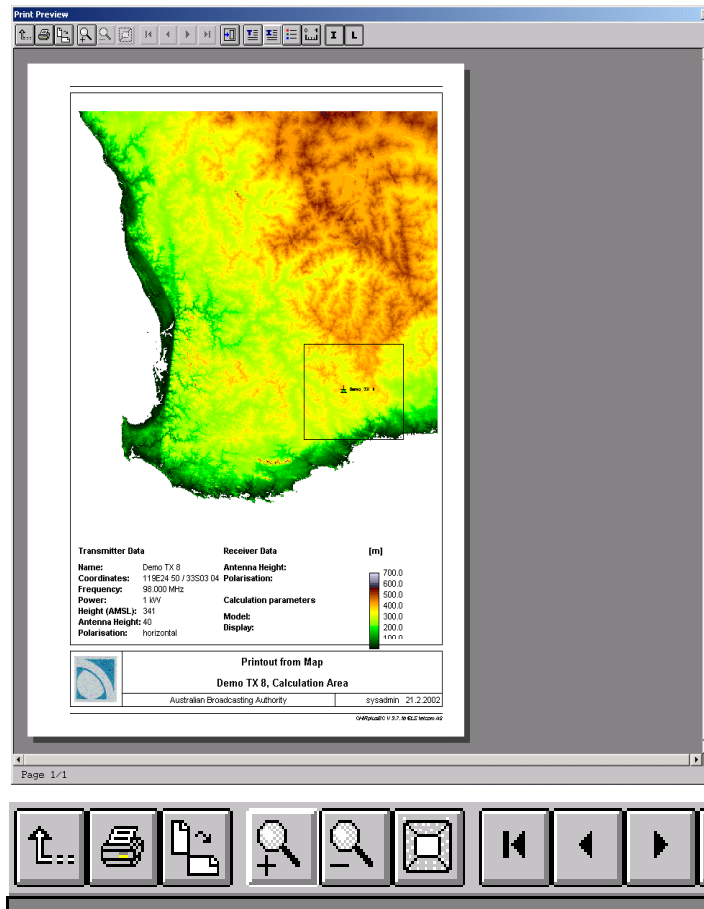 Print Preview
I L
Demo TX 8
Transmitter Data Receiver Data [m]
Name: Demo TX 8 Antenna Height:
Coordinates: 119E24 50 / 33S03 04 Polarisation:
Frequency: 98.000 MHz
Power: 1 kW Calculation parameters
Height (AMSL): 341
Antenna Height: 40 Model:
Polarisation: horizontal Display:
700.0
600.0
500.0
400.0
300.0
200.0
100.0
Printout from Map
Demo TX 8, Calculation Area
Australian Broadcasting Authority sysadmin 21.2.2002
Page 1/1